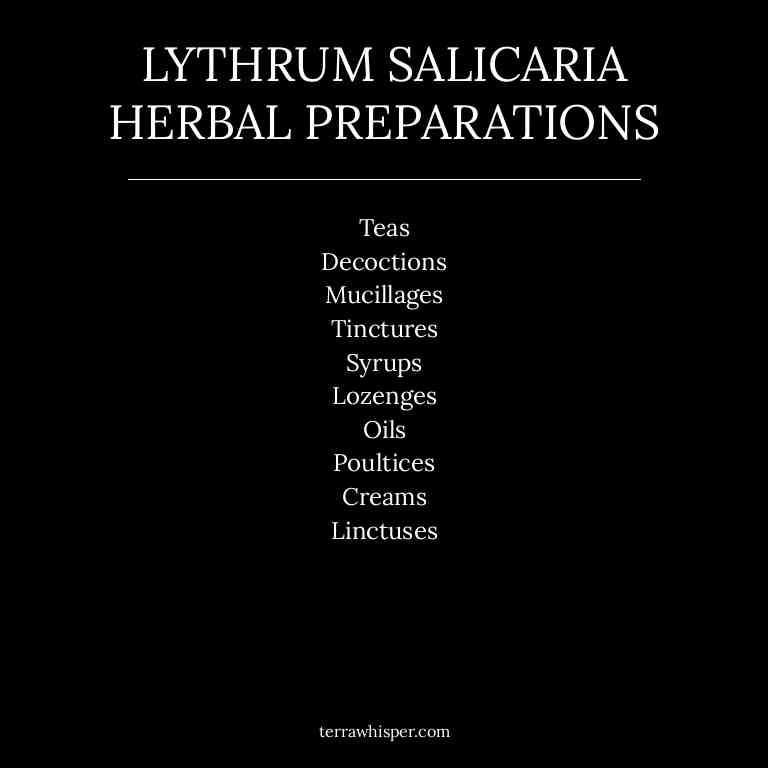 LYTHRUM SALICARIA
HERBAL PREPARATIONS
Teas
Decoctions
Mucillages
Tinctures
Syrups
Lozenges
Oils
Poultices
Creams
Linctuses
terrawhisper.com